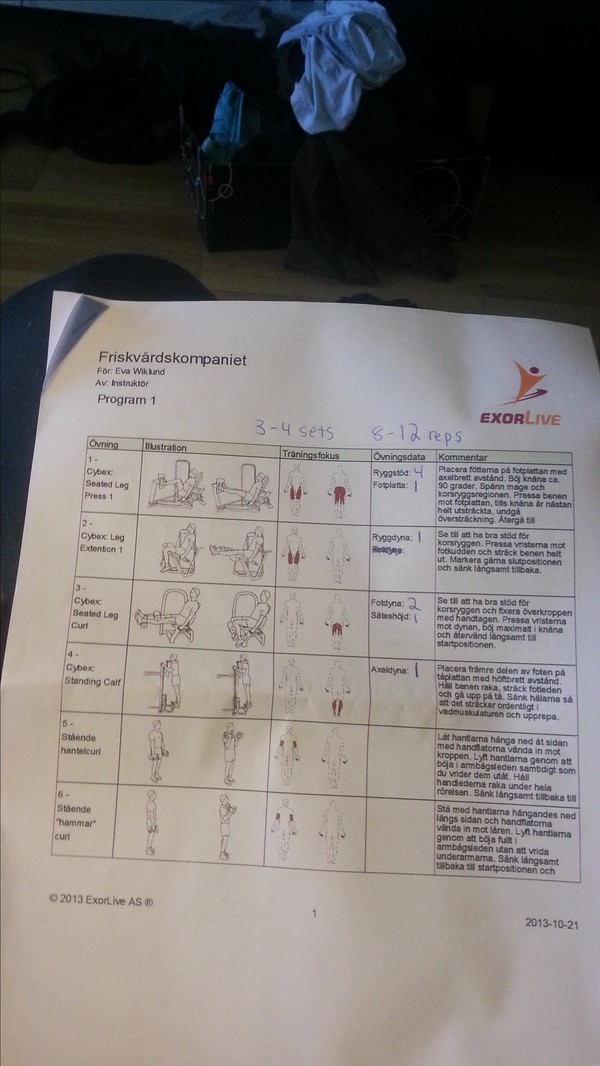 Friskvårdskompaniet
För: Eva Wiklund
Av: Instruktör
Program 1
EXORLIVE
3-4 sets 8-12 reps
Övning Illustration Träningsfokus Övningsdata Kommentar
1 -
Cybex:
Seated Leg
Press 1
Ryggstöd: 4
Fotplatta: 1
Placera fötterna på fotplattan med
axelbrett avstånd. Böj knäna ca.
90 grader. Spänn mage och
korsryggsregionen. Pressa benen
mot fotplattan, tills knäna är nästan
helt utsträckta, undgå
översträckning. Återgå till
2 -
Cybex: Leg
Extention 1
Ryggdyna: 1
Se till att ha bra stöd för
korsryggen. Pressa vristerna mot
fotkudden och sträck benen helt
ut. Markera gärna slutpositionen
och sänk långsamt tillbaka.
3 -
Cybex:
Seated Leg
Curl
Fotdyna: 2
Säteshöjd: 1
Se till att ha bra stöd för
korsryggen och fixera överkroppen
med handtagen. Pressa vristerna
mot dynan, böj maximalt i knäna
och återvänd långsamt till
startpositionen.
4 -
Cybex:
Standing Calf
Axeldyna: 1
Placera främre delen av foten på
tåplattan med höftbrett avstånd.
Håll benen raka, sträck fotleden
och gå upp på tå. Sänk hälarna så
att det sträcker ordentligt i
vadmuskulaturen och upprepa.
5 -
Stående
hantelcurl
Låt hantlarna hänga ned åt sidan
med handflatorna vända in mot
kroppen. Lyft hantlarna genom att
böja i armbågsleden samtidigt som
du vrider dem utåt. Håll
handlederna raka under hela
rörelsen. Sänk långsamt tillbaka till
6 -
Stående
"hammar"
curl
Stå med hantlarna hängandes ned
längs sidan och handflatorna
vända in mot låren. Lyft hantlarna
genom att böja fullt i
armbågsleden utan att vrida
underarmarna. Sänk långsamt
tillbaka till startpositionen och
© 2013 ExorLive AS ®
1
2013-10-21